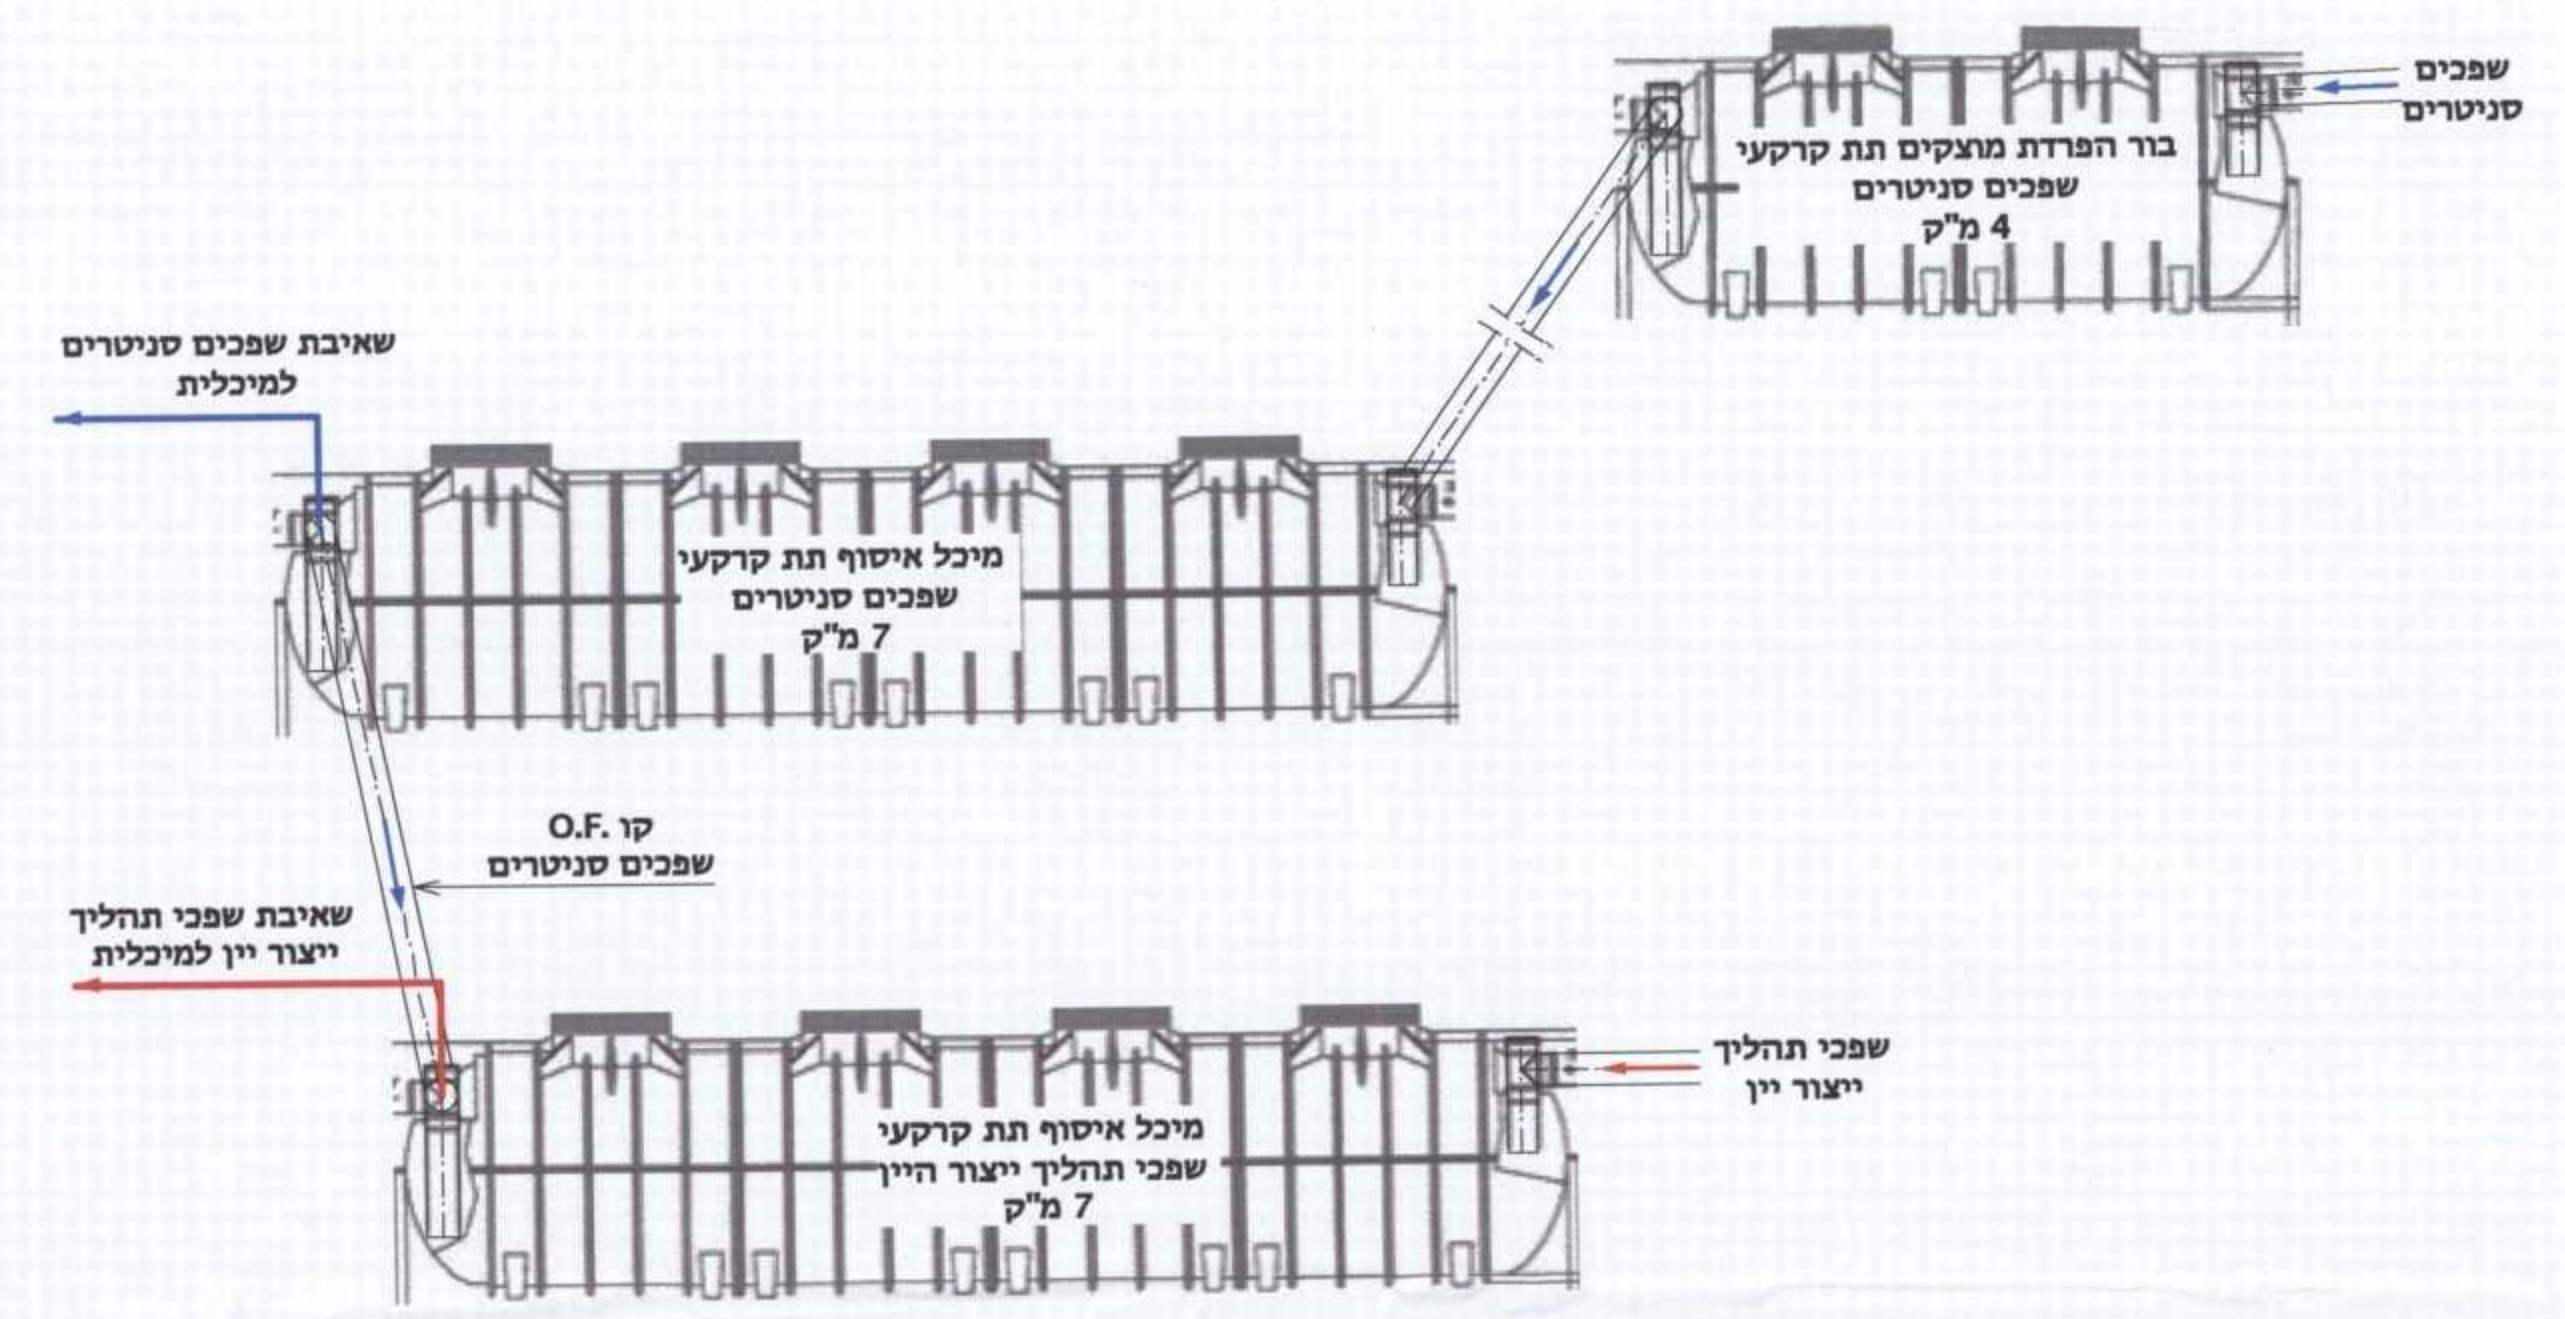 שפכים
סניטרים
בור הפרדת מוצקים תת קרקעי
שפכים סניטרים
4 מ"ק
שאיבת שפכים סניטרים
למיכלית
מיכל איסוף תת קרקעי
שפכים סניטרים
7 מ"ק
קו O.F.
שפכים סניטרים
שאיבת שפכי תהליך
ייצור יין למיכלית
שפכי תהליך
ייצור יין
מיכל איסוף תת קרקעי
שפכי תהליך ייצור היין
7 מ"ק